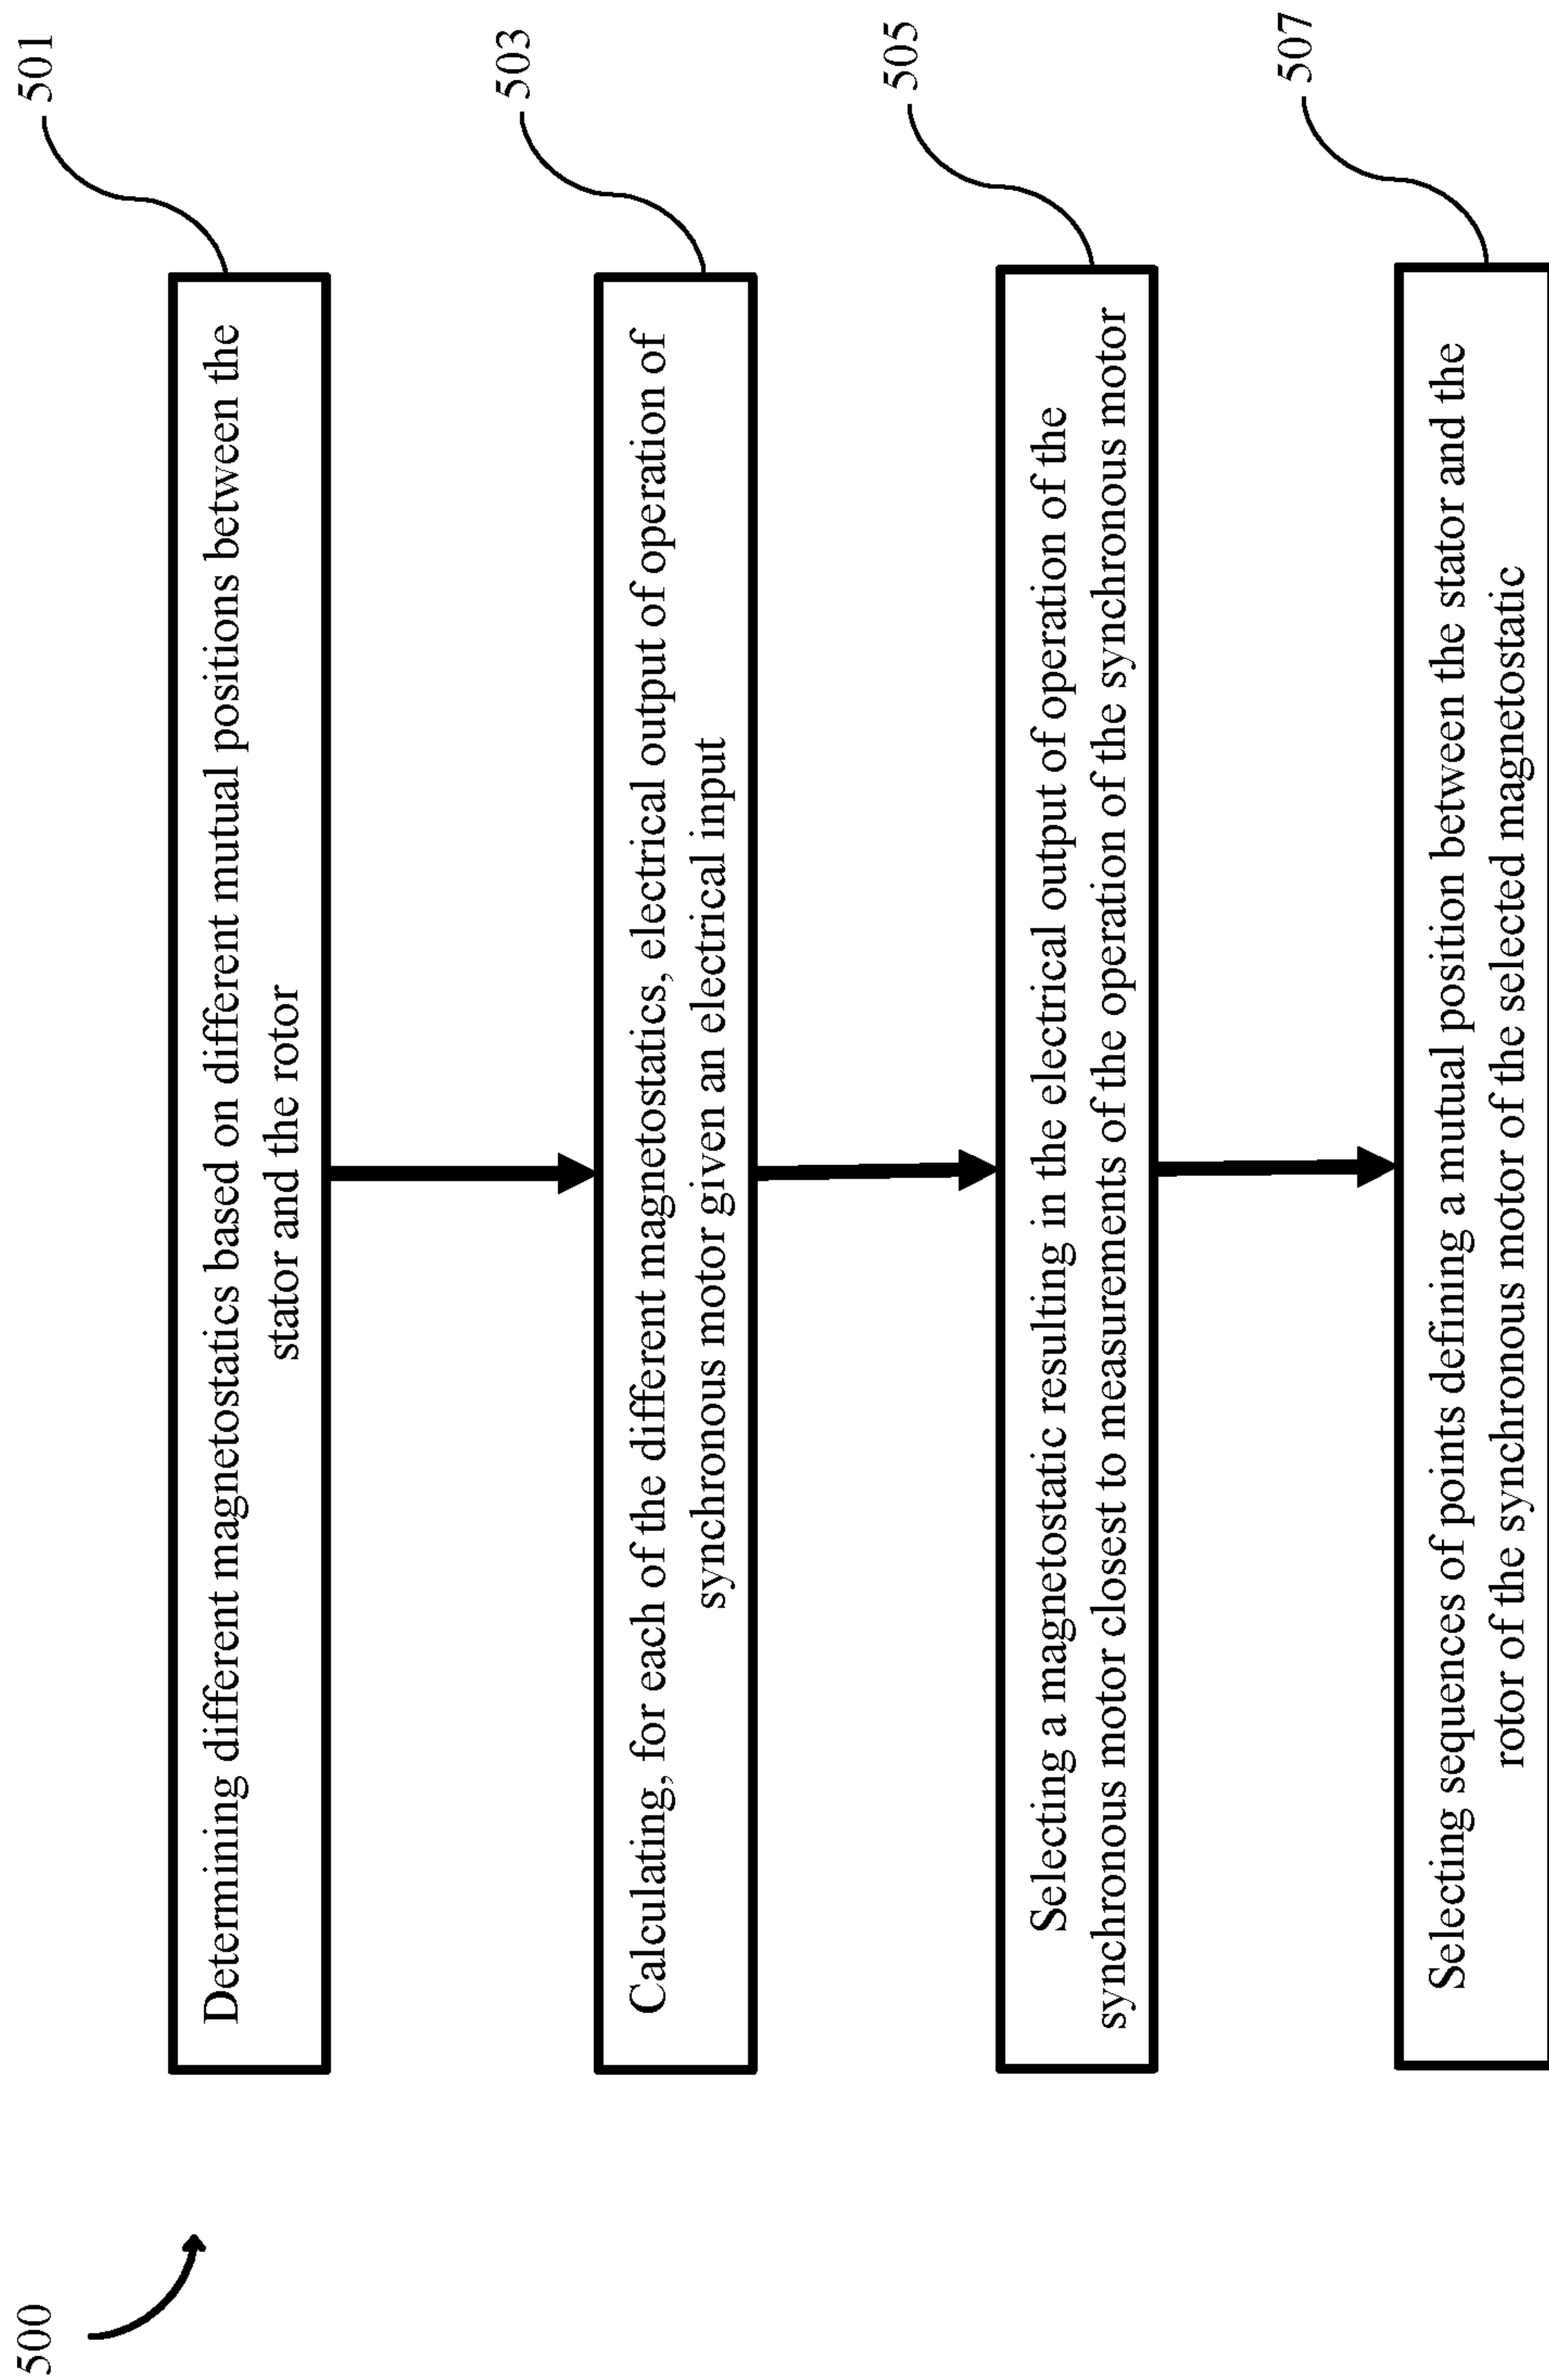 500
501
Determining different magnetostatics based on different mutual positions between the
stator and the rotor
503
Calculating, for each of the different magnetostatics, electrical output of operation of
synchronous motor given an electrical input
505
Selecting a magnetostatic resulting in the electrical output of operation of the
synchronous motor closest to measurements of the operation of the synchronous motor
507
Selecting sequences of points defining a mutual position between the stator and the
rotor of the synchronous motor of the selected magnetostatic